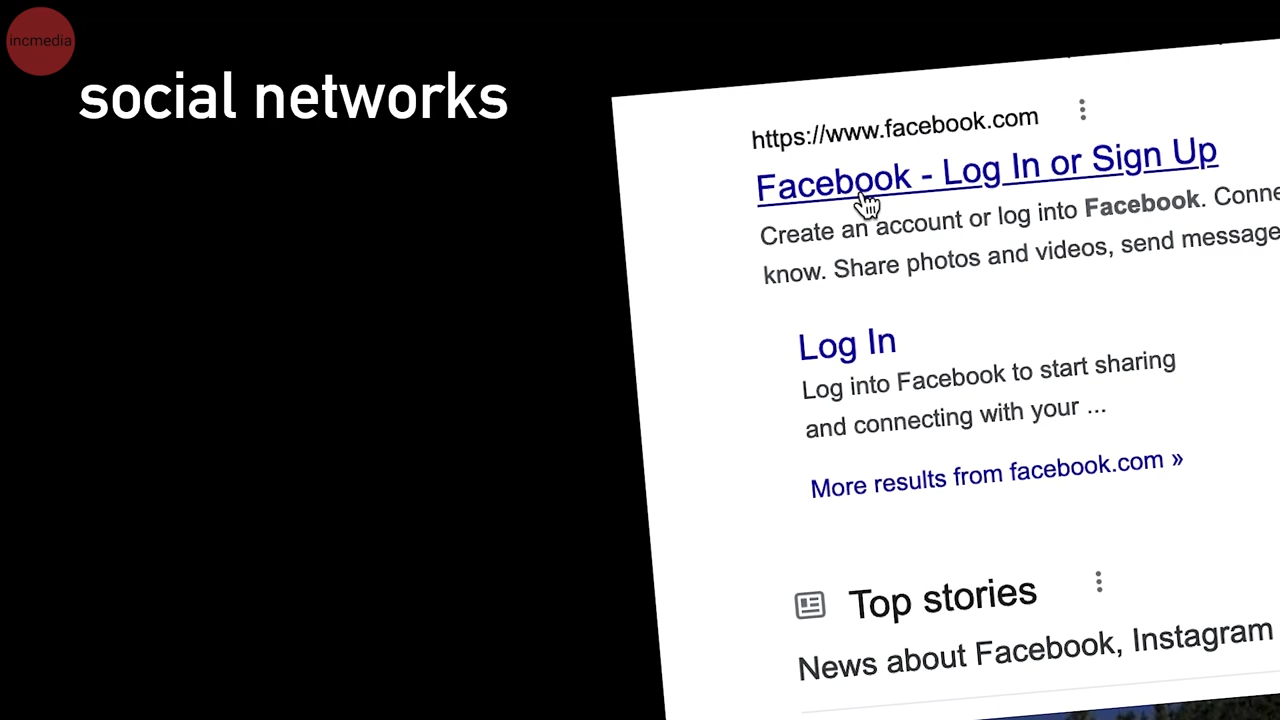 incmedia
social networks
https://www.facebook.com
Facebook - Log In or Sign Up
Create an account or log into Facebook. Conne
know. Share photos and videos, send message
Log In
Log into Facebook to start sharing
and connecting with your ...
More results from facebook.com »
Top stories
News about Facebook, Instagram